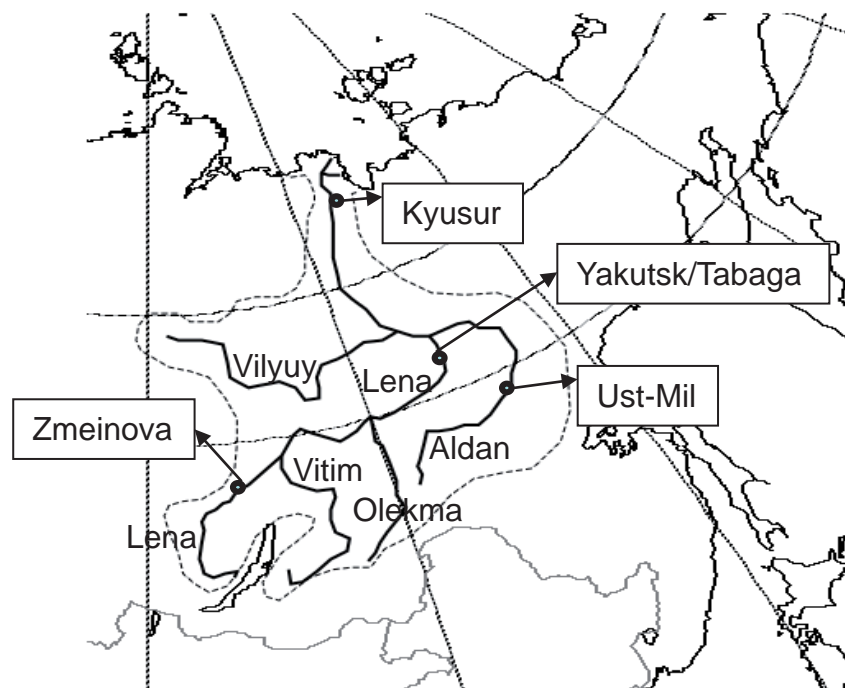 Kyusur
Yakutsk/Tabaga
Vilyuy
Lena
Ust-Mil
Zmeinova
Aldan
Vitim
Olekma
Lena